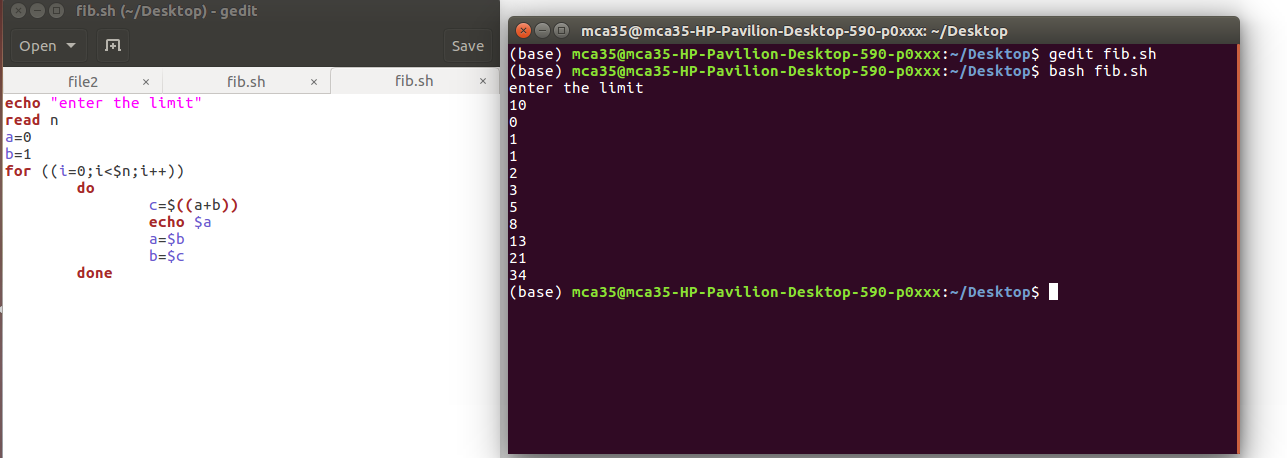 fib.sh (~/Desktop) - gedit
Open
Save
file2 × fib.sh × fib.sh ×
echo "enter the limit"
read n
a=0
b=1
for ((i=0;i<$n;i++))
do
c=$((a+b))
echo $a
a=$b
b=$c
done
mca35@mca35-HP-Pavilion-Desktop-590-p0xxx: ~/Desktop
(base) mca35@mca35-HP-Pavilion-Desktop-590-p0xxx:~/Desktop$ gedit fib.sh
(base) mca35@mca35-HP-Pavilion-Desktop-590-p0xxx:~/Desktop$ bash fib.sh
enter the limit
10
0
1
1
2
3
5
8
13
21
34
(base) mca35@mca35-HP-Pavilion-Desktop-590-p0xxx:~/Desktop$